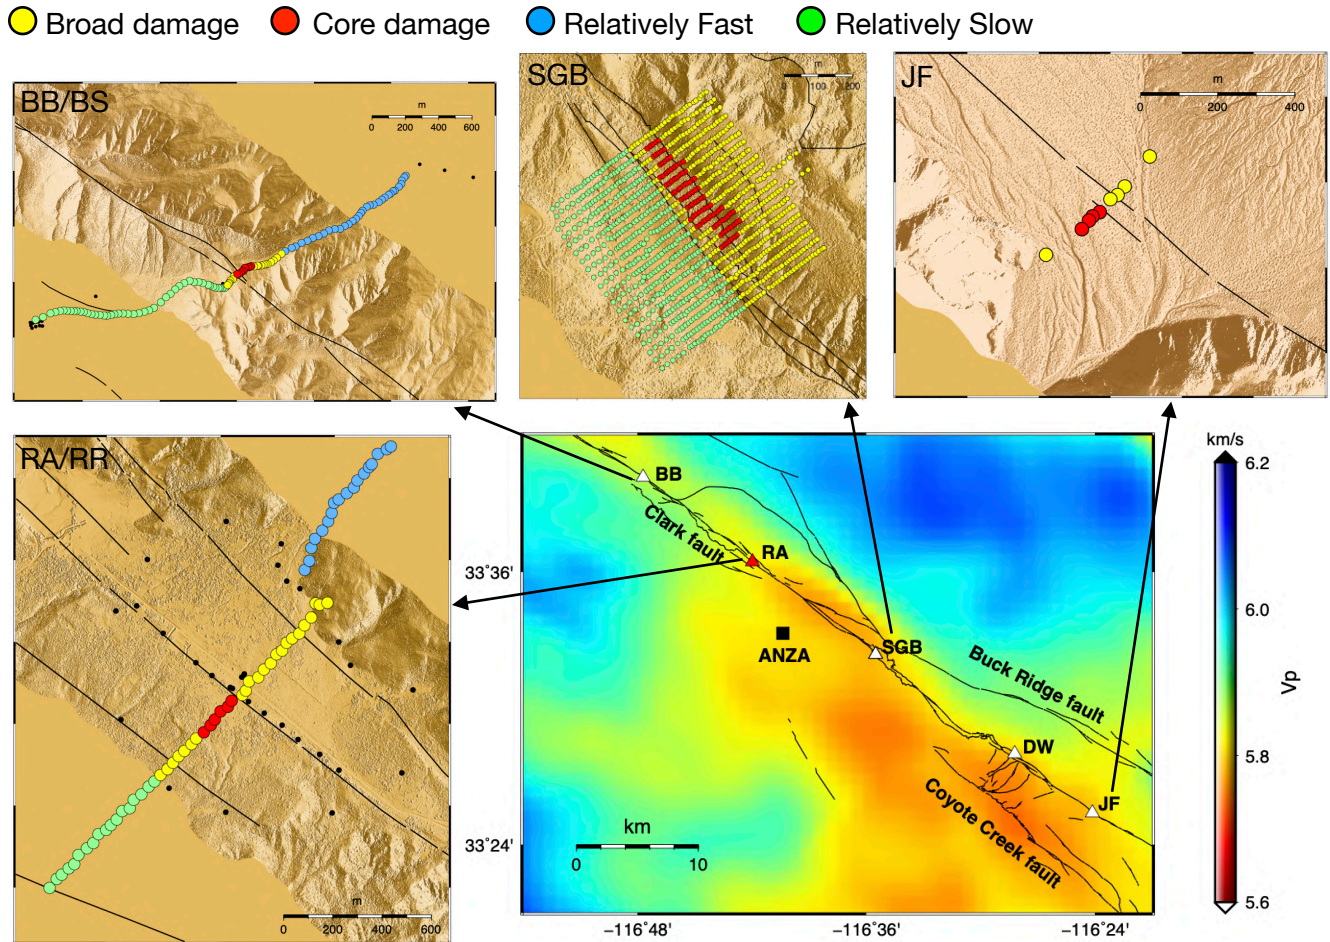 Broad damage Core damage Relatively Fast Relatively Slow
BB/BS
m
0 200 400 600
SGB
m
0 100 200
JF
m
0 200 400
RA/RR
m
0 200 400 600
BB
Clark fault
RA
ANZA
SGB
Buck Ridge fault
DW
JF
Coyote Creek fault
km
0 10
33˚36'
33˚24'
−116˚48' −116˚36' −116˚24'
km/s
6.2
6.0
5.8
5.6
Vp